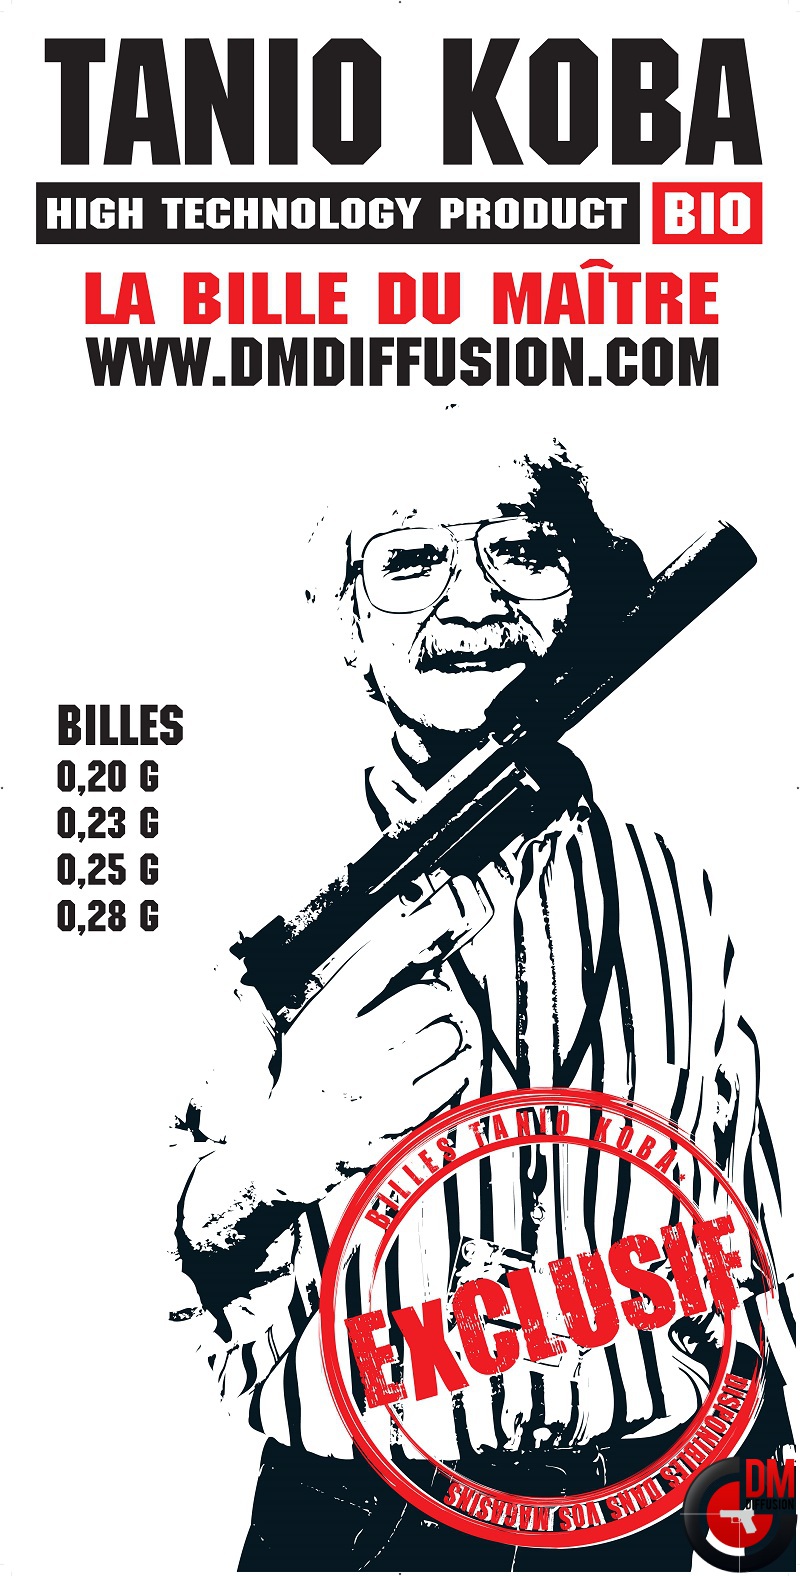 TANIO KOBA
HIGH TECHNOLOGY PRODUCT BIO
LA BILLE DU MAÎTRE
WWW.DMDIFFUSION.COM
BILLES
0,20 G
0,23 G
0,25 G
0,28 G
BILLES TANIO KOBA
EXCLUSIF
DISPONIBLES DANS VOS MAGASINS
DM
DIFFUSION